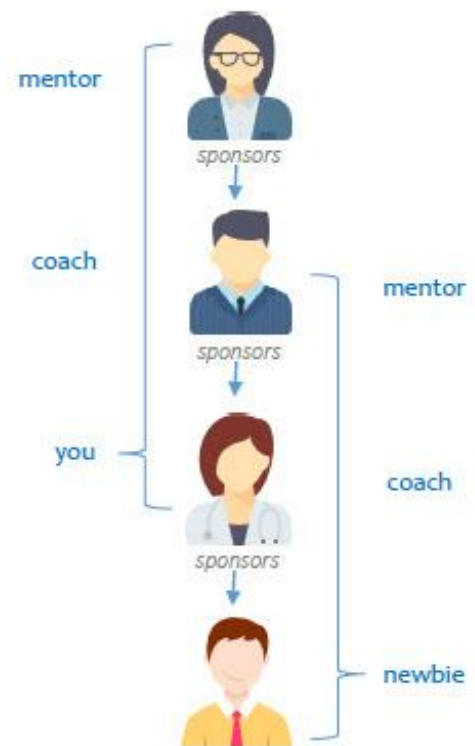 mentor
sponsors
coach
mentor
sponsors
you
coach
sponsors
newbie